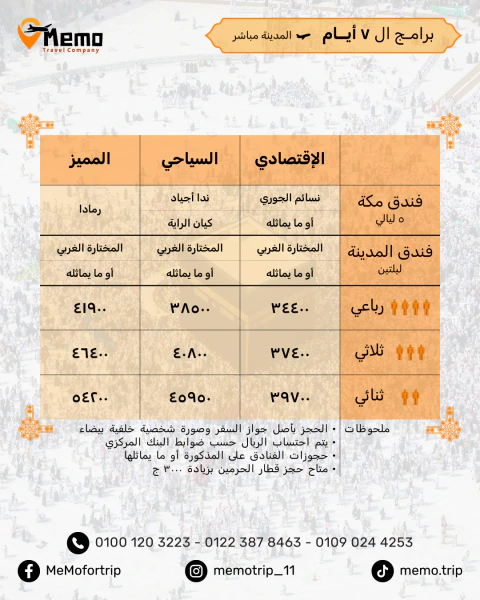 Memo
Travel Company
برامـج ال ٧ أيـــام المدينة مباشر
الإقتصادي السياحي المميز
فندق مكة
٥ ليالي
نسائم الجوري
أو ما يماثله
ندا أجياد
كيان الراية
رمادا
فندق المدينة
ليلتين
المختارة الغربي المختارة الغربي المختارة الغربي
أو ما يماثله أو ما يماثله أو ما يماثله
رباعي ٣٤٤٠٠ ٣٨٥٠٠ ٤١٩٠٠
ثلاثي ٣٧٤٠٠ ٤٠٨٠٠ ٤٦٤٠٠
ثنائي ٣٩٧٠٠ ٤٥٩٥٠ ٥٤٢٠٠
ملحوظات • الحجز بأصل جواز السفر وصورة شخصية خلفية بيضاء
• يتم احتساب الريال حسب ضوابط البنك المركزي
• حجوزات الفنادق على المذكورة أو ما يماثلها
• متاح حجز قطار الحرمين بزيادة ٣٠٠٠ ج
0100 120 3223 - 0122 387 8463 - 0109 024 4253
MeMofortrip memotrip_11 memo.trip